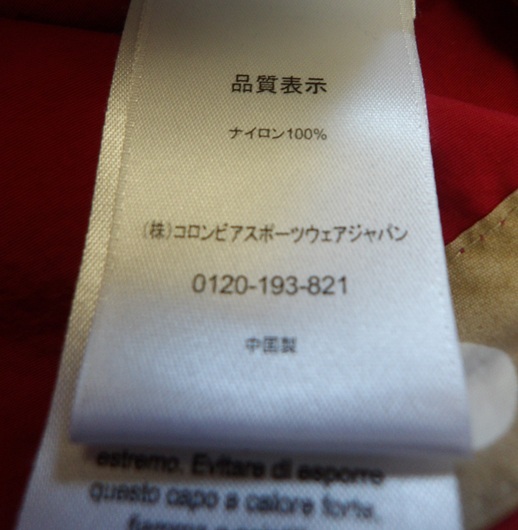 品質表示
ナイロン100%
(株)コロンビアスポーツウェアジャパン
0120-193-821
中国製
estremo. Evitare di esporre
questo capo a calore forte,